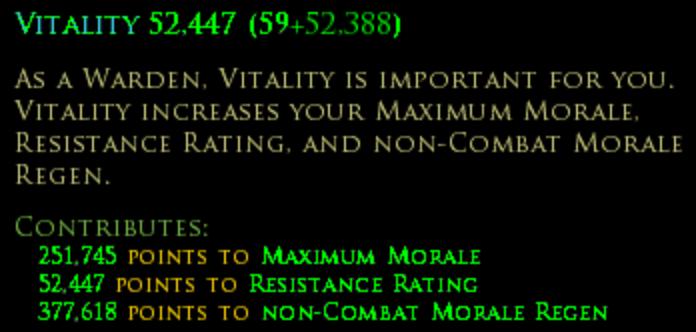 Vitality 52,447 (59+52,388)
As a Warden, Vitality is important for you.
Vitality increases your Maximum Morale,
Resistance Rating, and non-Combat Morale
Regen.
Contributes:
251,745 points to Maximum Morale
52,447 points to Resistance Rating
377,618 points to non-Combat Morale Regen